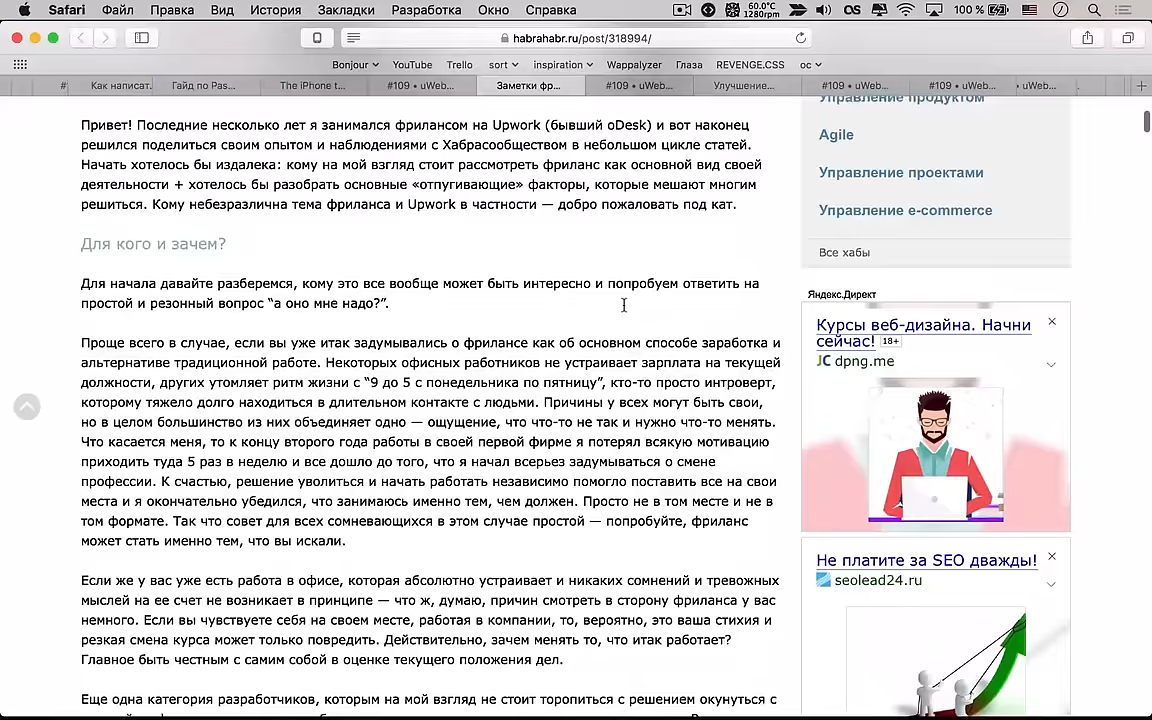 Safari Файл Правка Вид История Закладки Разработка Окно Справка 60.0°C 1280rpm 100 %
habrahabr.ru/post/318994/
Bonjour YouTube Trello sort inspiration Wappalyzer Глаза REVENGE.CSS ос
# Как написат. Гайд по Pas... The iPhone t... #109 • uWeb... Заметки фр... #109 • uWeb... Улучшение... #109 • uWeb... #109 • uWeb... uWeb...
Привет! Последние несколько лет я занимался фрилансом на Upwork (бывший oDesk) и вот наконец
решился поделиться своим опытом и наблюдениями с Хабрасообществом в небольшом цикле статей.
Начать хотелось бы издалека: кому на мой взгляд стоит рассмотреть фриланс как основной вид своей
деятельности + хотелось бы разобрать основные «отпугивающие» факторы, которые мешают многим
решиться. Кому небезразлична тема фриланса и Upwork в частности — добро пожаловать под кат.
Для кого и зачем?
Для начала давайте разберемся, кому это все вообще может быть интересно и попробуем ответить на
простой и резонный вопрос “а оно мне надо?”.
Проще всего в случае, если вы уже итак задумывались о фрилансе как об основном способе заработка и
альтернативе традиционной работе. Некоторых офисных работников не устраивает зарплата на текущей
должности, других утомляет ритм жизни с “9 до 5 с понедельника по пятницу”, кто-то просто интроверт,
которому тяжело долго находиться в длительном контакте с людьми. Причины у всех могут быть свои,
но в целом большинство из них объединяет одно — ощущение, что что-то не так и нужно что-то менять.
Что касается меня, то к концу второго года работы в своей первой фирме я потерял всякую мотивацию
приходить туда 5 раз в неделю и все дошло до того, что я начал всерьез задумываться о смене
профессии. К счастью, решение уволиться и начать работать независимо помогло поставить все на свои
места и я окончательно убедился, что занимаюсь именно тем, чем должен. Просто не в том месте и не в
том формате. Так что совет для всех сомневающихся в этом случае простой — попробуйте, фриланс
может стать именно тем, что вы искали.
Если же у вас уже есть работа в офисе, которая абсолютно устраивает и никаких сомнений и тревожных
мыслей на ее счет не возникает в принципе — что ж, думаю, причин смотреть в сторону фриланса у вас
немного. Если вы чувствуете себя на своем месте, работая в компании, то, вероятно, это ваша стихия и
резкая смена курса может только повредить. Действительно, зачем менять то, что итак работает?
Главное быть честным с самим собой в оценке текущего положения дел.
Еще одна категория разработчиков, которым на мой взгляд не стоит торопиться с решением окунуться с
Управление продуктом
Agile
Управление проектами
Управление e-commerce
Все хабы
Яндекс.Директ
Курсы веб-дизайна. Начни
сейчас! 18+
JC dpng.me
Не платите за SEO дважды!
seolead24.ru